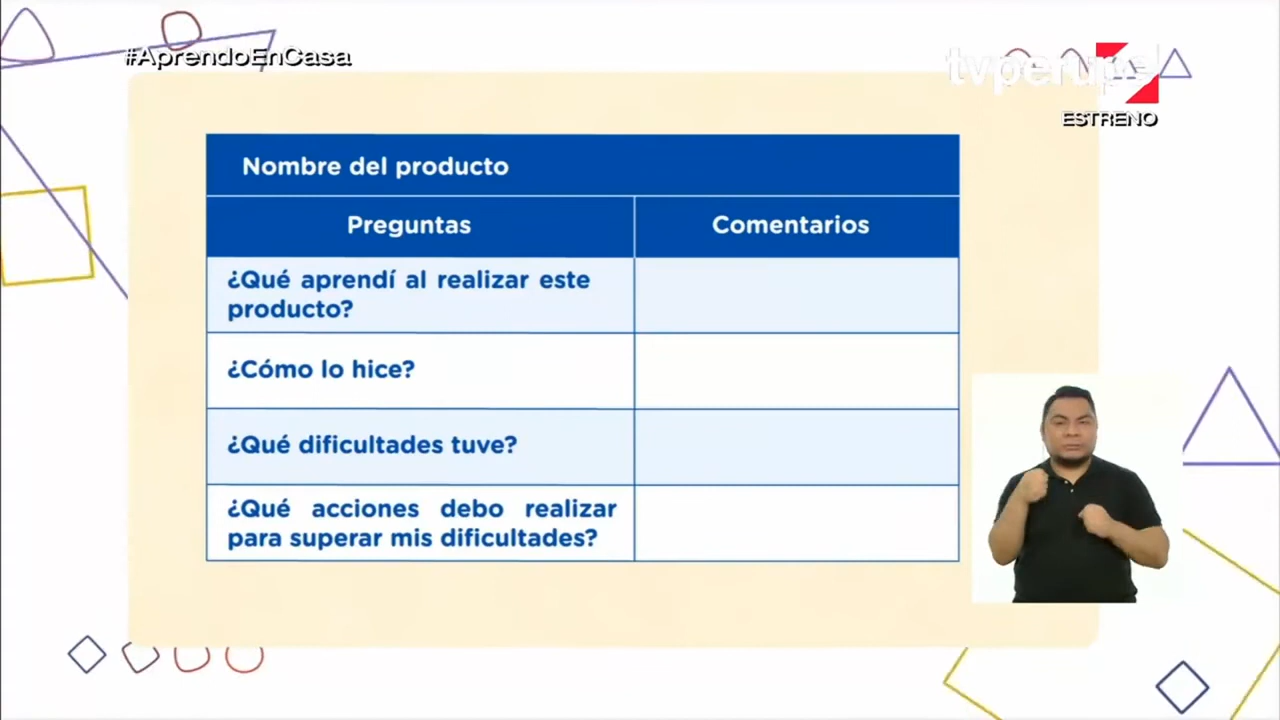 #AprendoEnCasa
tvperu
ESTRENO
Nombre del producto
Preguntas
Comentarios
¿Qué aprendí al realizar este
producto?
¿Cómo lo hice?
¿Qué dificultades tuve?
¿Qué acciones debo realizar
para superar mis dificultades?